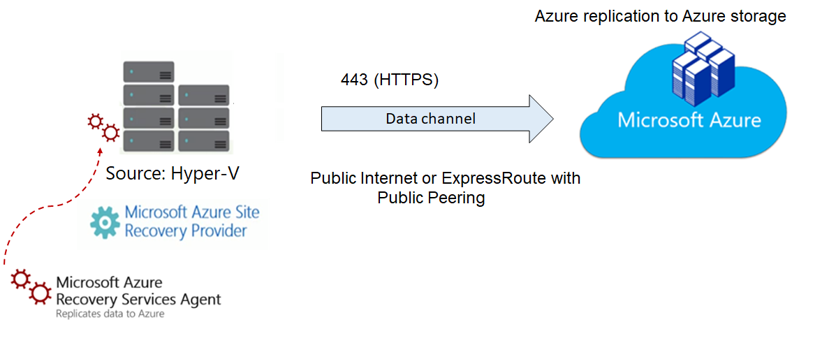 Azure replication to Azure storage
443 (HTTPS)
Data channel
Microsoft Azure
Source: Hyper-V
Public Internet or ExpressRoute with
Public Peering
Microsoft Azure Site
Recovery Provider
Microsoft Azure
Recovery Services Agent
Replicates data to Azure